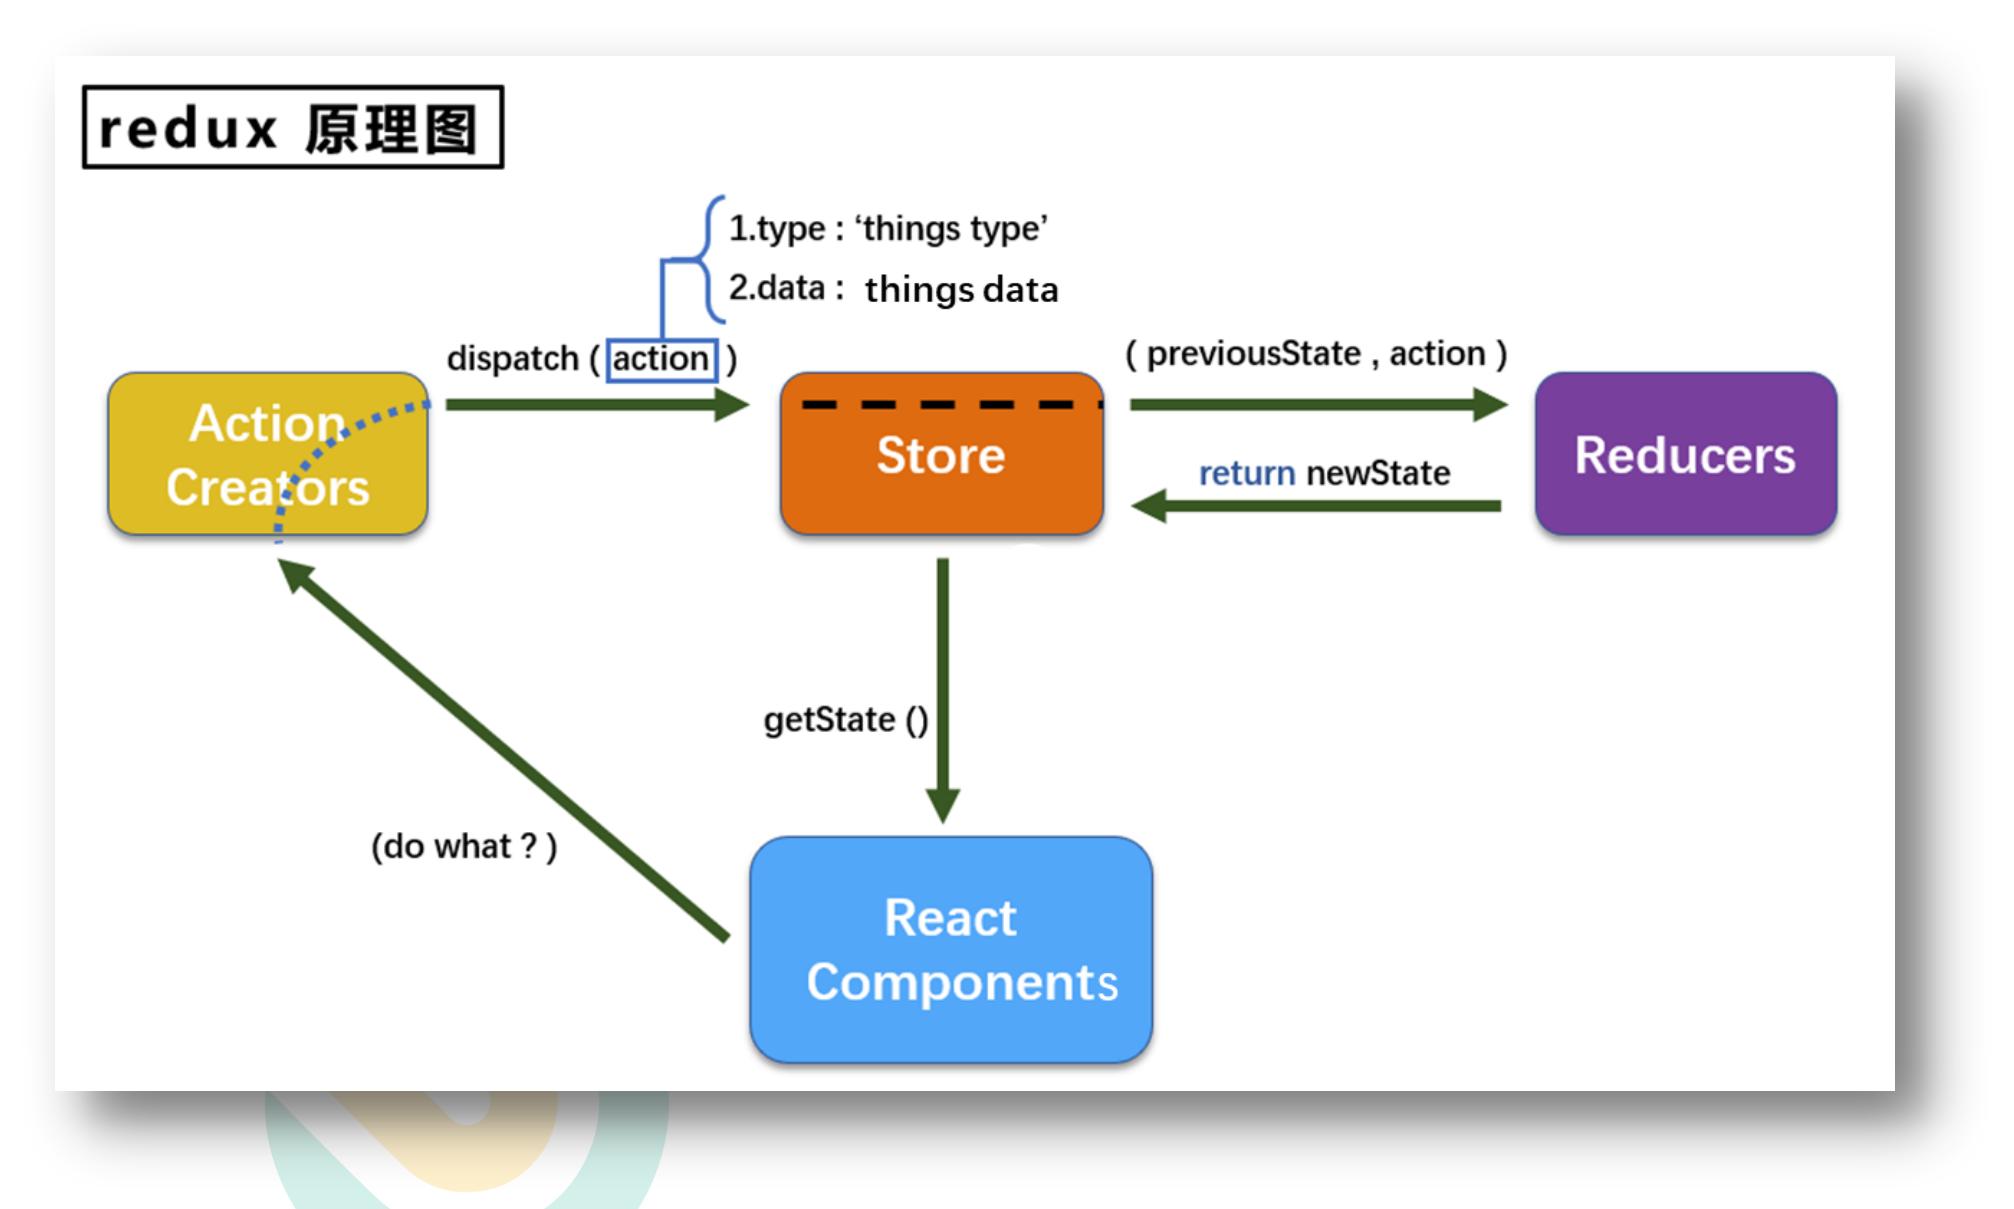 redux 原理图
1.type : ‘things type’
2.data : things data
dispatch ( action )
( previousState , action )
Action
Creators
Store
return newState
Reducers
getState ()
(do what ? )
React
Components